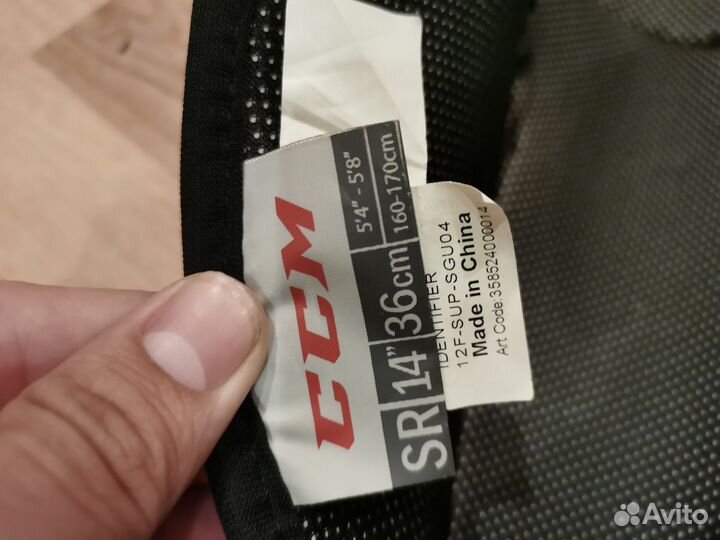 CCM
5'4" - 5'8"
160-170cm
SR 14" 36cm
IDENTIFIER
12F-SUP-SGU04
Made in China
Art Code:358524000014
Avito